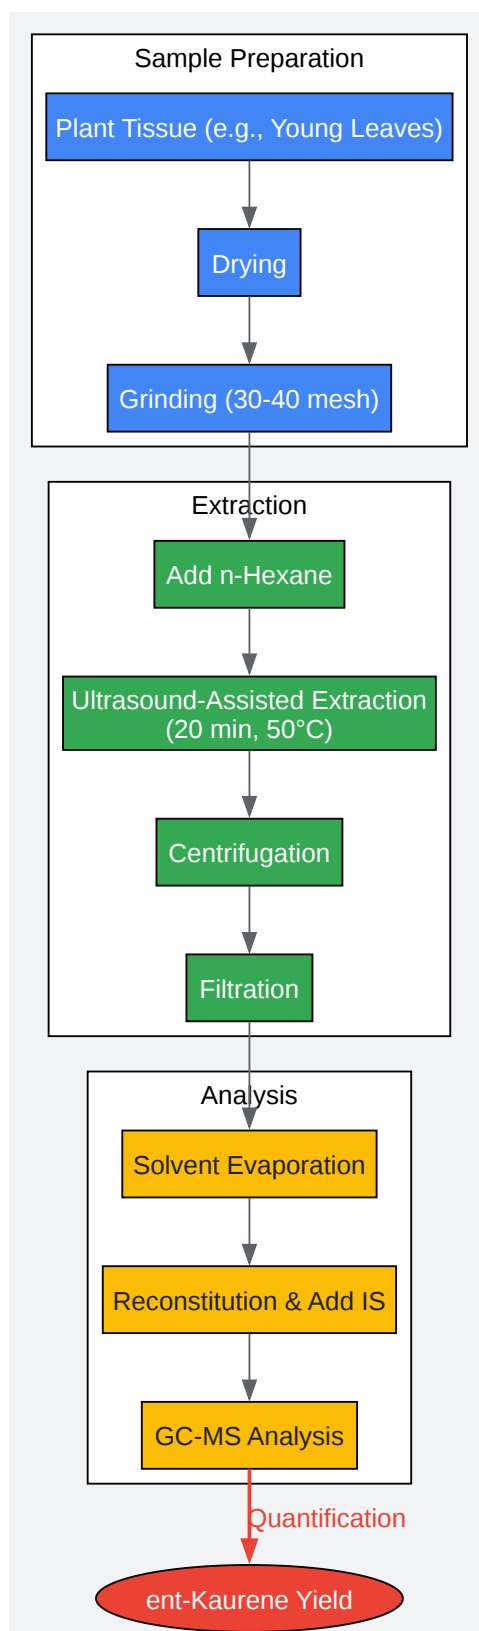 Sample Preparation
Plant Tissue (e.g., Young Leaves)
Drying
Grinding (30-40 mesh)
Extraction
Add n-Hexane
Ultrasound-Assisted Extraction
(20 min, 50°C)
Centrifugation
Filtration
Analysis
Solvent Evaporation
Reconstitution & Add IS
GC-MS Analysis
Quantification
ent-Kaurene Yield